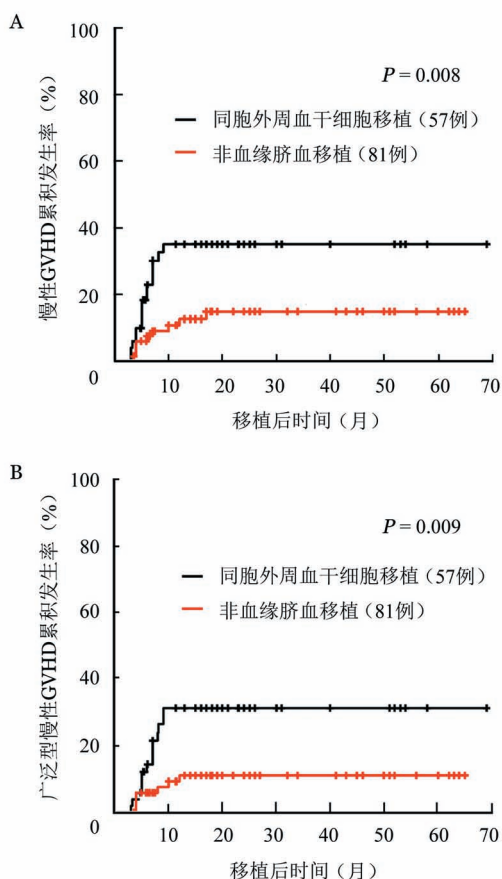 A
慢性GVHD累积发生率（%）
100
80
60
40
20
0
P = 0.008
同胞外周血干细胞移植（57例）
非血缘脐血移植（81例）
10 20 30 40 50 60 70
移植后时间（月）
B
广泛型慢性GVHD累积发生率（%）
100
80
60
40
20
0
P = 0.009
同胞外周血干细胞移植（57例）
非血缘脐血移植（81例）
10 20 30 40 50 60 70
移植后时间（月）